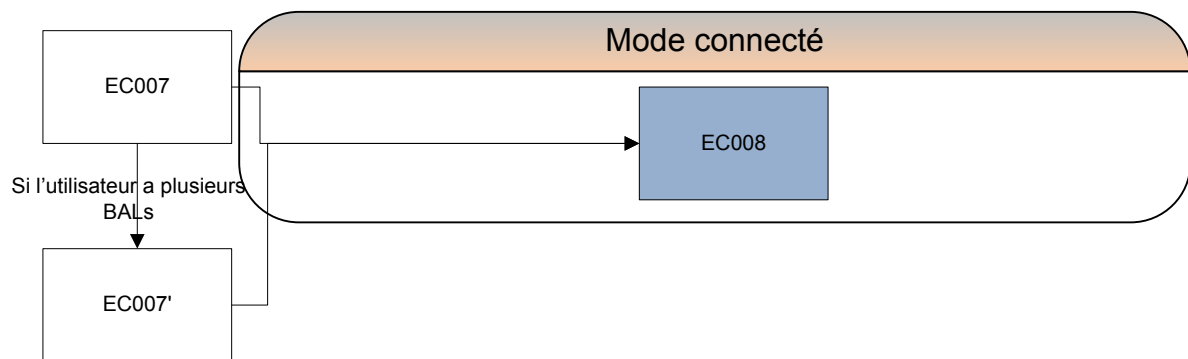 Mode connecté
EC007
EC008
Si l'utilisateur a plusieurs
BALs
EC007'